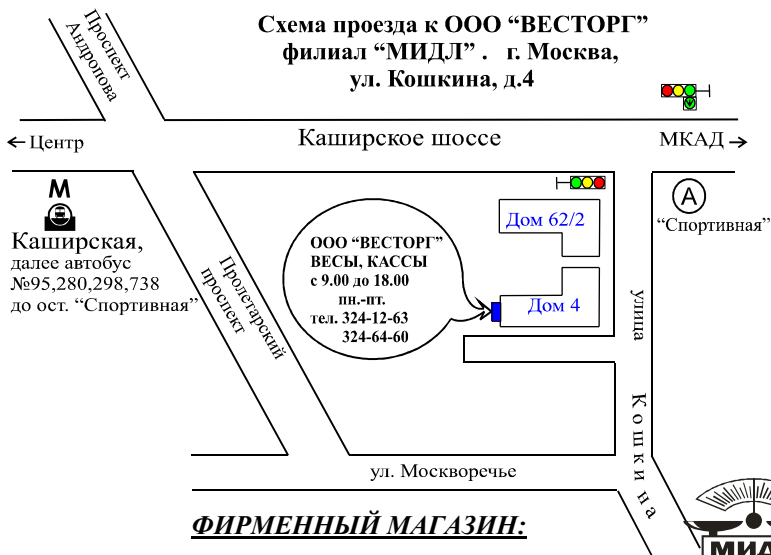 Схема проезда к ООО “ВЕСТОРГ”
филиал “МИДЛ” . г. Москва,
ул. Кошкина, д.4
Проспект
Андропова
← Центр
Каширское шоссе
МКАД →
М
Каширская,
далее автобус
№95,280,298,738
до ост. “Спортивная”
Пролетарский
проспект
ООО “ВЕСТОРГ”
ВЕСЫ, КАССЫ
с 9.00 до 18.00
пн.-пт.
тел. 324-12-63
324-64-60
Дом 62/2
Дом 4
А
“Спортивная”
улица
Кошкина
ул. Москворечье
ФИРМЕННЫЙ МАГАЗИН:
МИД